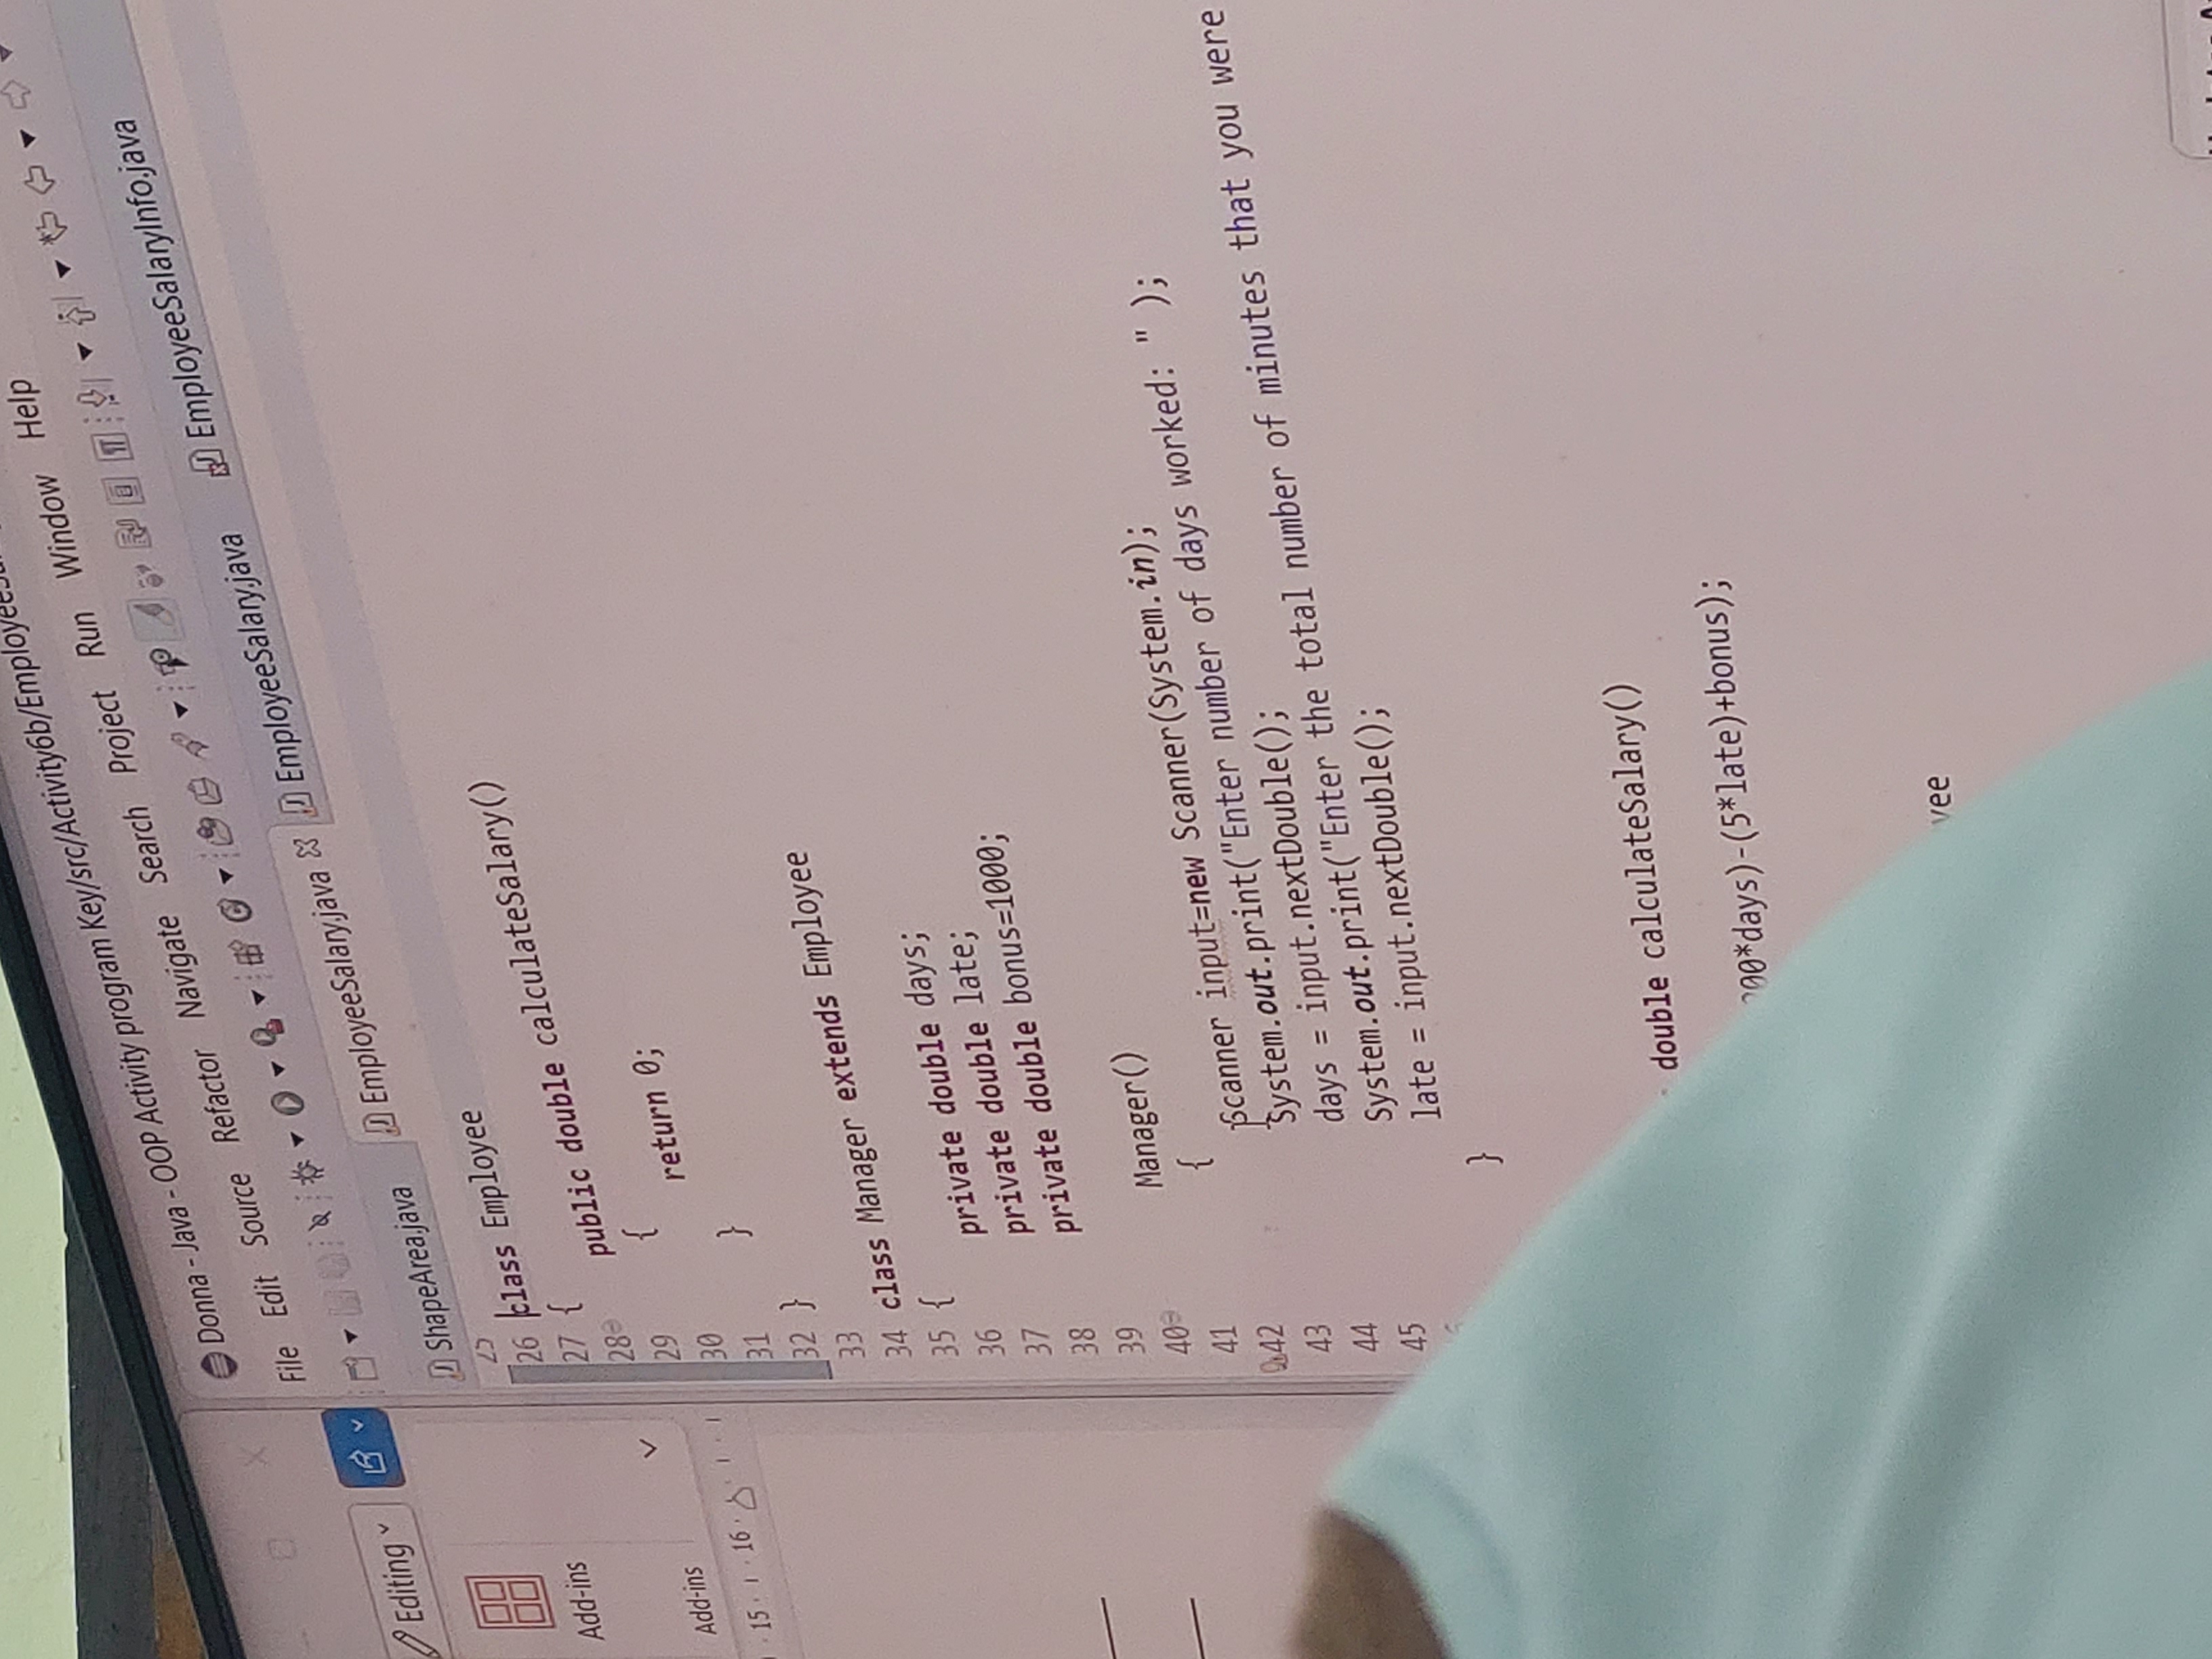 Donna - Java - OOP Activity program Key/src/Activity6b/
File Edit Source Refactor Navigate Search Project Run Window Help
Editing
ShapeArea.java EmployeeSalary.java EmployeeSalary.java EmployeeSalaryInfo.java
Add-ins
Add-ins
15 16
25
26 class Employee
27 {
28 public double calculateSalary()
29 {
30 return 0;
31 }
32 }
33
34 class Manager extends Employee
35 {
36 private double days;
37 private double late;
38 private double bonus=1000;
39
40 Manager()
41 {
42 Scanner input=new Scanner(System.in);
43 System.out.print("Enter number of days worked: " );
44 days = input.nextDouble();
45 System.out.print("Enter the total number of minutes that you were
late = input.nextDouble();
}
double calculateSalary()
00*days)-(5*late)+bonus);